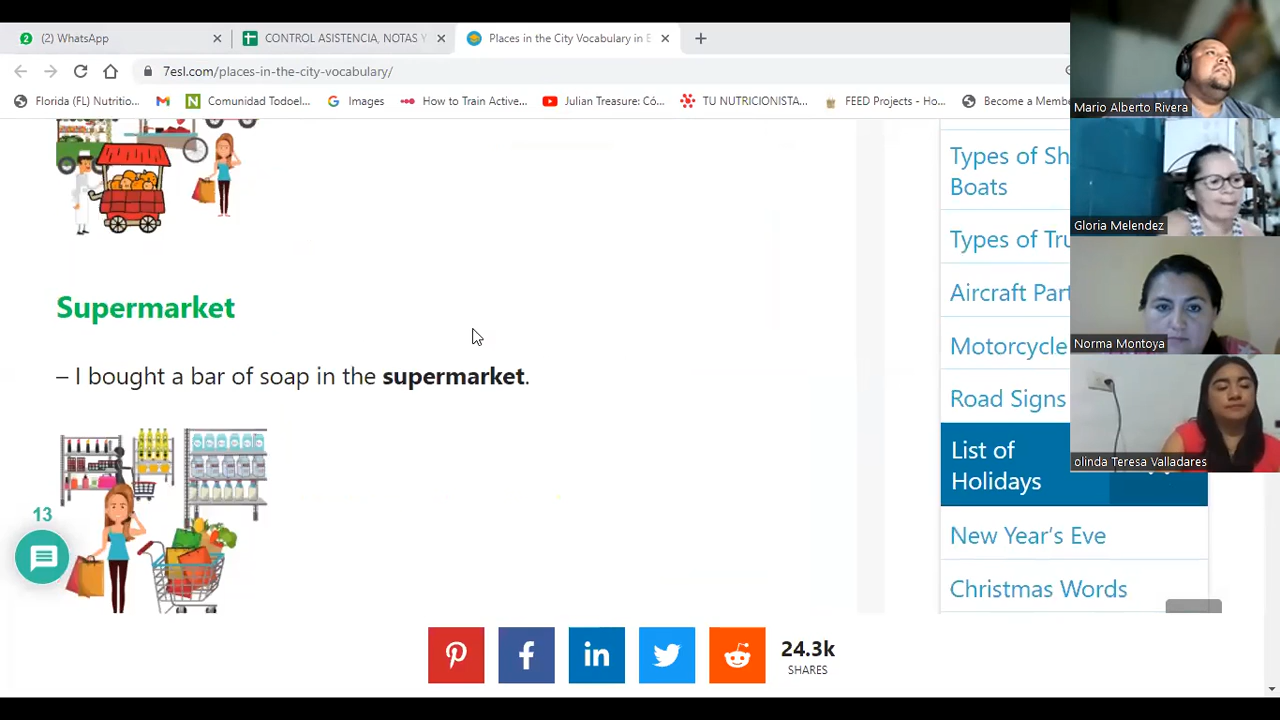 (2) WhatsApp
CONTROL ASISTENCIA, NOTAS Y
Places in the City Vocabulary in E
7esl.com/places-in-the-city-vocabulary/
Florida (FL) Nutritio...
Comunidad Todoel...
Images
How to Train Active...
Julian Treasure: Có...
TU NUTRICIONISTA...
FEED Projects - Ho...
Become a Membe
Mario Alberto Rivera
Gloria Melendez
Norma Montoya
olinda Teresa Valladares
Supermarket
– I bought a bar of soap in the supermarket.
13
Types of Sh
Boats
Types of Tru
Aircraft Part
Motorcycle
Road Signs
List of
Holidays
New Year’s Eve
Christmas Words
24.3k
SHARES